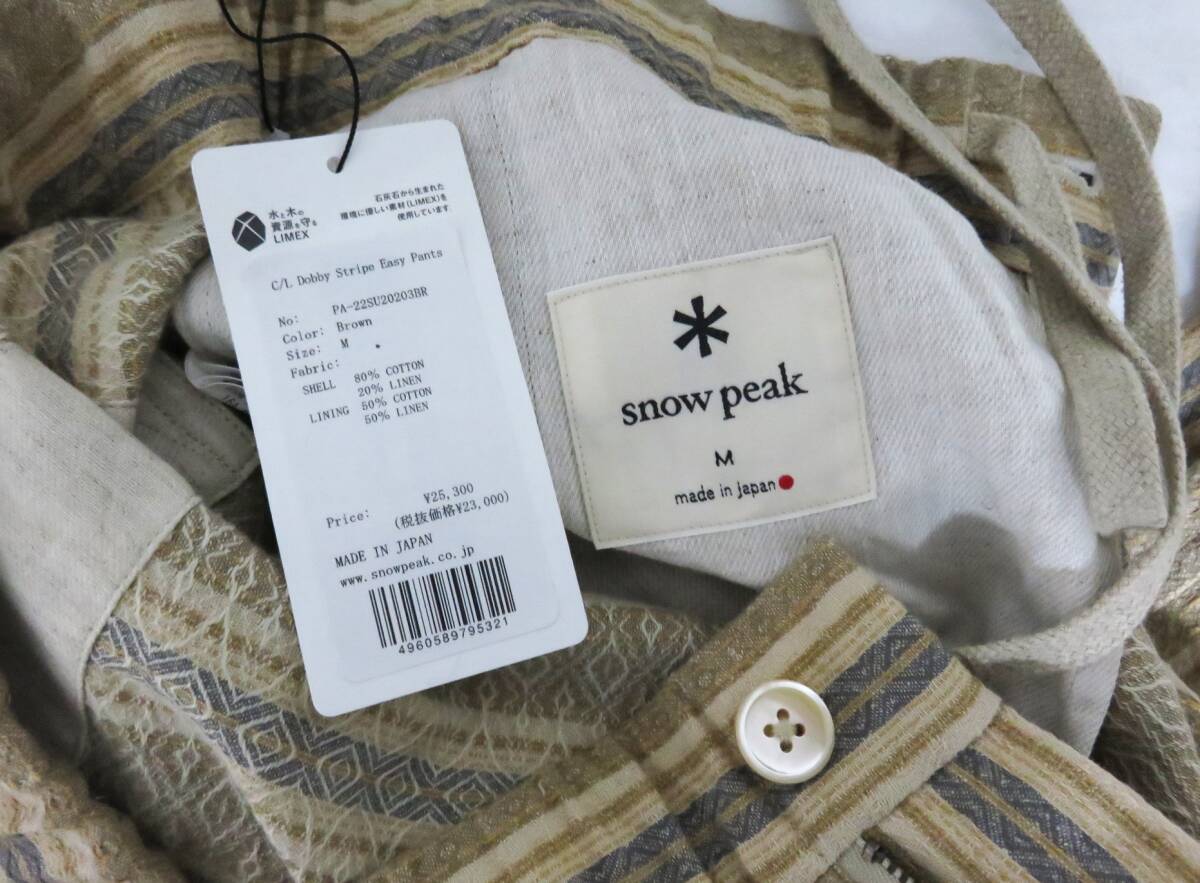 水と木の
資源を守る
LIMEX
石灰石から生まれた
環境に優しい素材(LIMEX)を
使用しています
C/L Dobby Stripe Easy Pants
No: PA-22SU20203BR
Color: Brown
Size: M
Fabric:
SHELL 80% COTTON
20% LINEN
LINING 50% COTTON
50% LINEN
Price: ¥25,300
(税抜価格¥23,000)
MADE IN JAPAN
www.snowpeak.co.jp
4960589795321
snow peak
M
made in japan